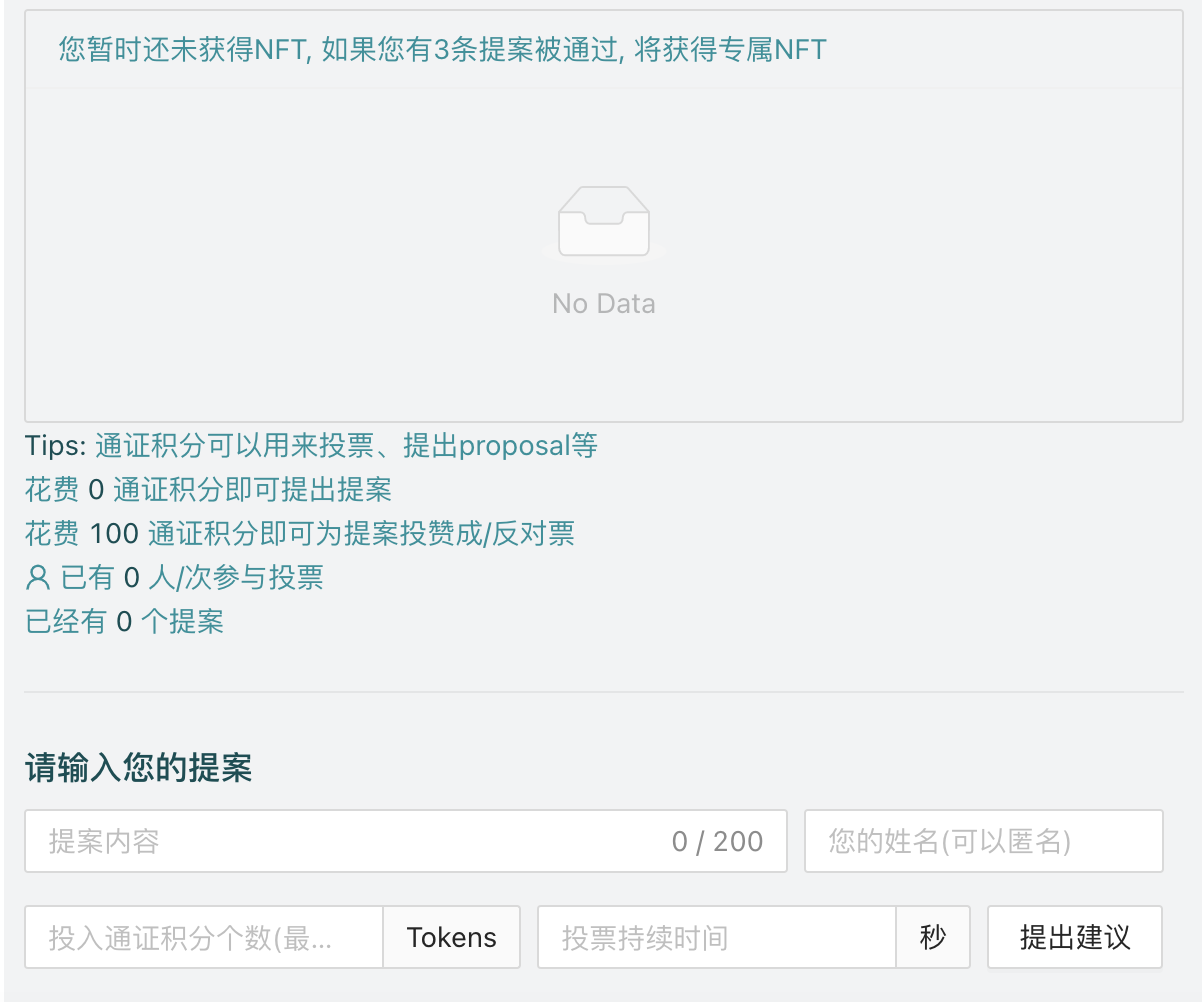 您暂时还未获得NFT, 如果您有3条提案被通过, 将获得专属NFT
No Data
Tips: 通证积分可以用来投票、提出proposal等
花费 0 通证积分即可提出提案
花费 100 通证积分即可为提案投赞成/反对票
已有 0 人/次参与投票
已经有 0 个提案
请输入您的提案
提案内容 0 / 200 您的姓名(可以匿名)
投入通证积分个数(最... Tokens 投票持续时间 秒 提出建议